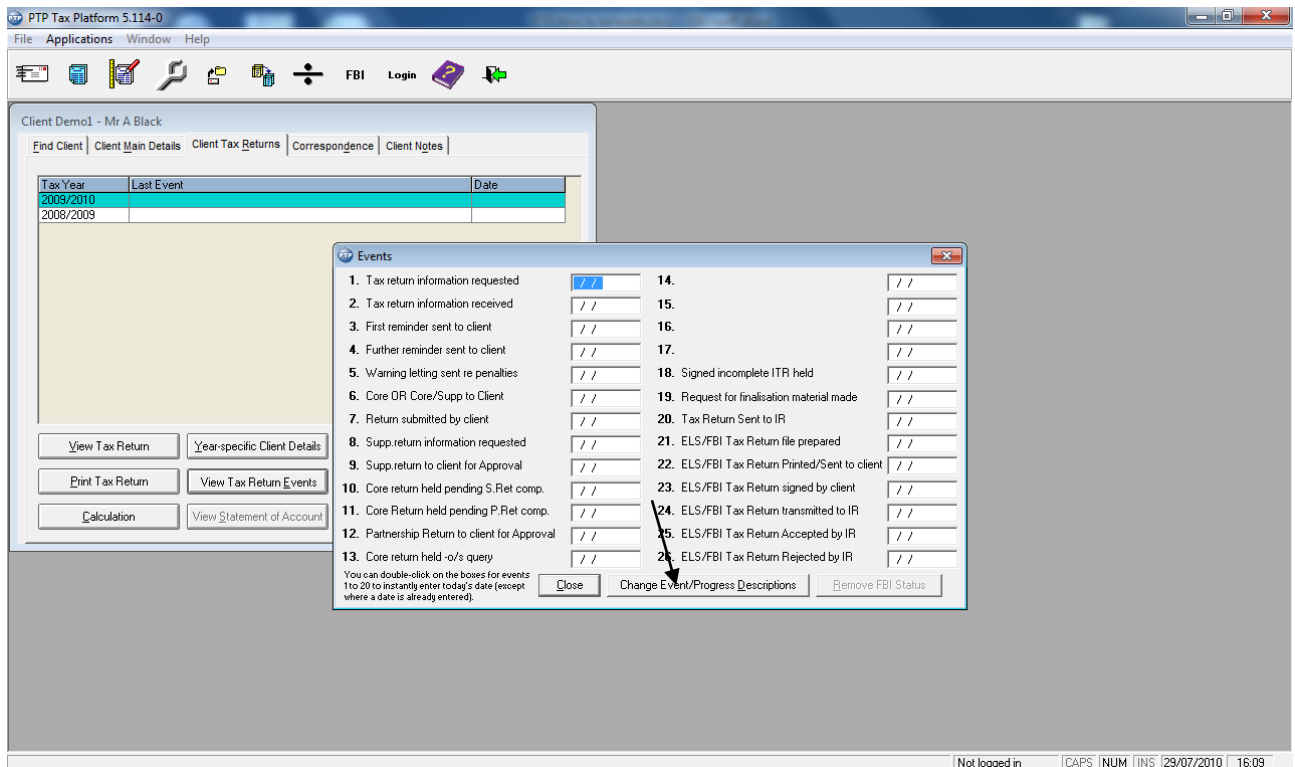 PTP Tax Platform 5.114-0
File Applications Window Help
FBI Login
Client Demo1 - Mr A Black
Find Client Client Main Details Client Tax Returns Correspondence Client Notes
Tax Year Last Event Date
2009/2010
2008/2009
View Tax Return Year-specific Client Details
Print Tax Return View Tax Return Events
Calculation View Statement of Account
PTP Events
1. Tax return information requested / /
2. Tax return information received / /
3. First reminder sent to client / /
4. Further reminder sent to client / /
5. Warning letting sent re penalties / /
6. Core OR Core/Supp to Client / /
7. Return submitted by client / /
8. Supp.return information requested / /
9. Supp.return to client for Approval / /
10. Core return held pending S.Ret comp. / /
11. Core Return held pending P.Ret comp. / /
12. Partnership Return to client for Approval / /
13. Core return held -o/s query / /
14. / /
15. / /
16. / /
17. / /
18. Signed incomplete ITR held / /
19. Request for finalisation material made / /
20. Tax Return Sent to IR / /
21. ELS/FBI Tax Return file prepared / /
22. ELS/FBI Tax Return Printed/Sent to client / /
23. ELS/FBI Tax Return signed by client / /
24. ELS/FBI Tax Return transmitted to IR / /
25. ELS/FBI Tax Return Accepted by IR / /
26. ELS/FBI Tax Return Rejected by IR / /
You can double-click on the boxes for events
1to 20 to instantly enter today's date (except
where a date is already entered).
Close Change Event/Progress Descriptions Remove FBI Status
Not logged in CAPS NUM INS 29/07/2010 16:09